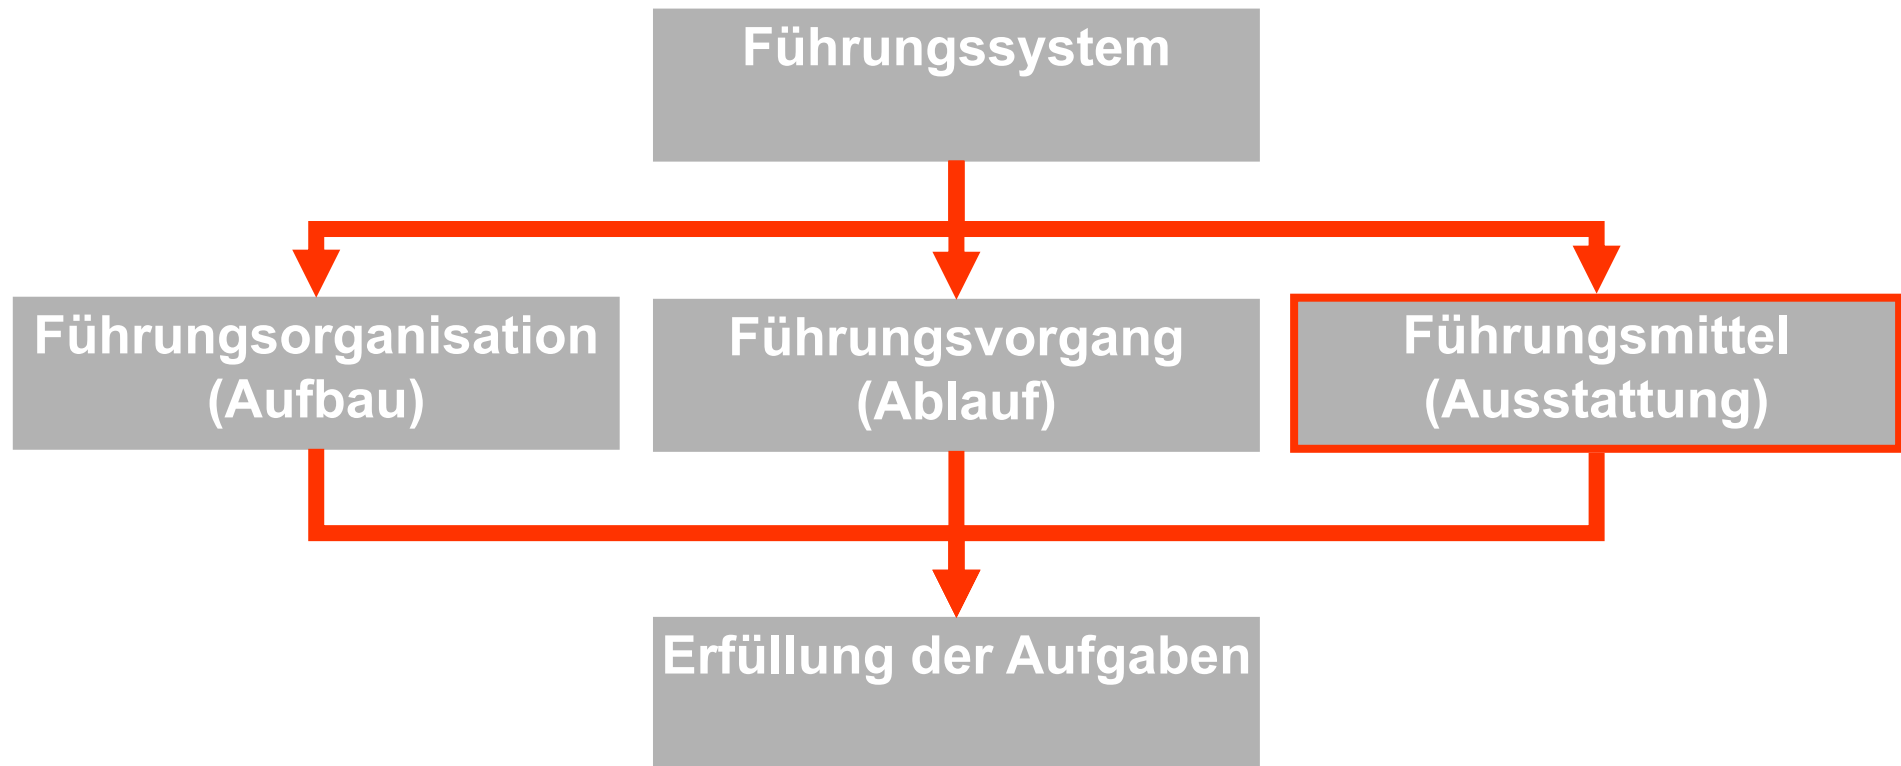 Führungssystem
Führungsorganisation
(Aufbau)
Führungsvorgang
(Ablauf)
Führungsmittel
(Ausstattung)
Erfüllung der Aufgaben